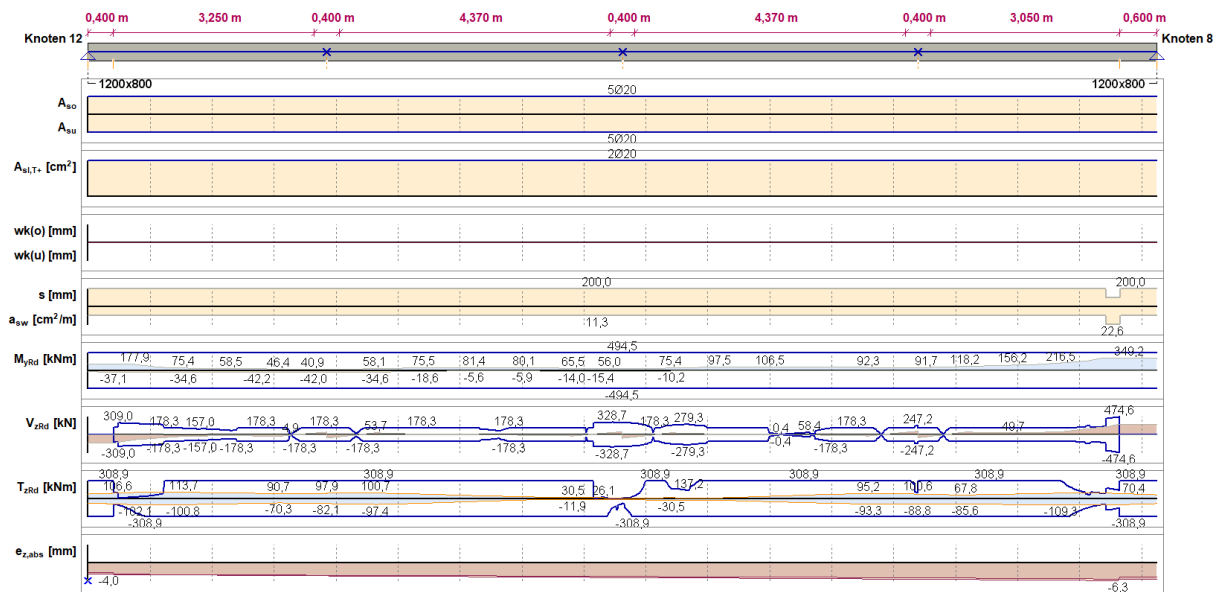 0,400 m 3,250 m 0,400 m 4,370 m 0,400 m 4,370 m 0,400 m 3,050 m 0,600 m
Knoten 12 Knoten 8
1200x800 1200x800
5Ø20
Aso
Asu
5Ø20
2Ø20
Asl,T+ [cm²]
wk(o) [mm]
wk(u) [mm]
200,0 200,0
s [mm]
asw [cm²/m]
11,3
22,6
494,5
MyRd [kNm]
177,9 75,4 58,5 46,4 40,9 58,1 75,5 81,4 80,1 65,5 56,0 75,4 97,5 106,5 92,3 91,7 118,2 156,2 216,5 349,2
-37,1 -34,6 -42,2 -42,0 -34,6 -18,6 -5,6 -5,9 -14,0 -15,4 -10,2
-494,5
VzRd [kN]
309,0 178,3 157,0 178,3 4,9 178,3 53,7 178,3 178,3 328,7 178,3 279,3 0,4 58,4 178,3 247,2 49,7 474,6
-309,0 -178,3 -157,0 -178,3 -178,3 -178,3 -178,3 -328,7 -279,3 -0,4 -178,3 -247,2 -474,6
308,9 308,9 308,9 308,9 308,9 308,9
TzRd [kNm]
106,6 113,7 90,7 97,9 100,7 30,5 26,1 137,2 95,2 100,6 67,8 70,4
-102,1 -100,8 -70,3 -82,1 -97,4 -11,9 -30,5 -93,3 -88,8 -85,6 -109,3
-308,9 -308,9 -308,9
ez,abs [mm]
-4,0 -6,3